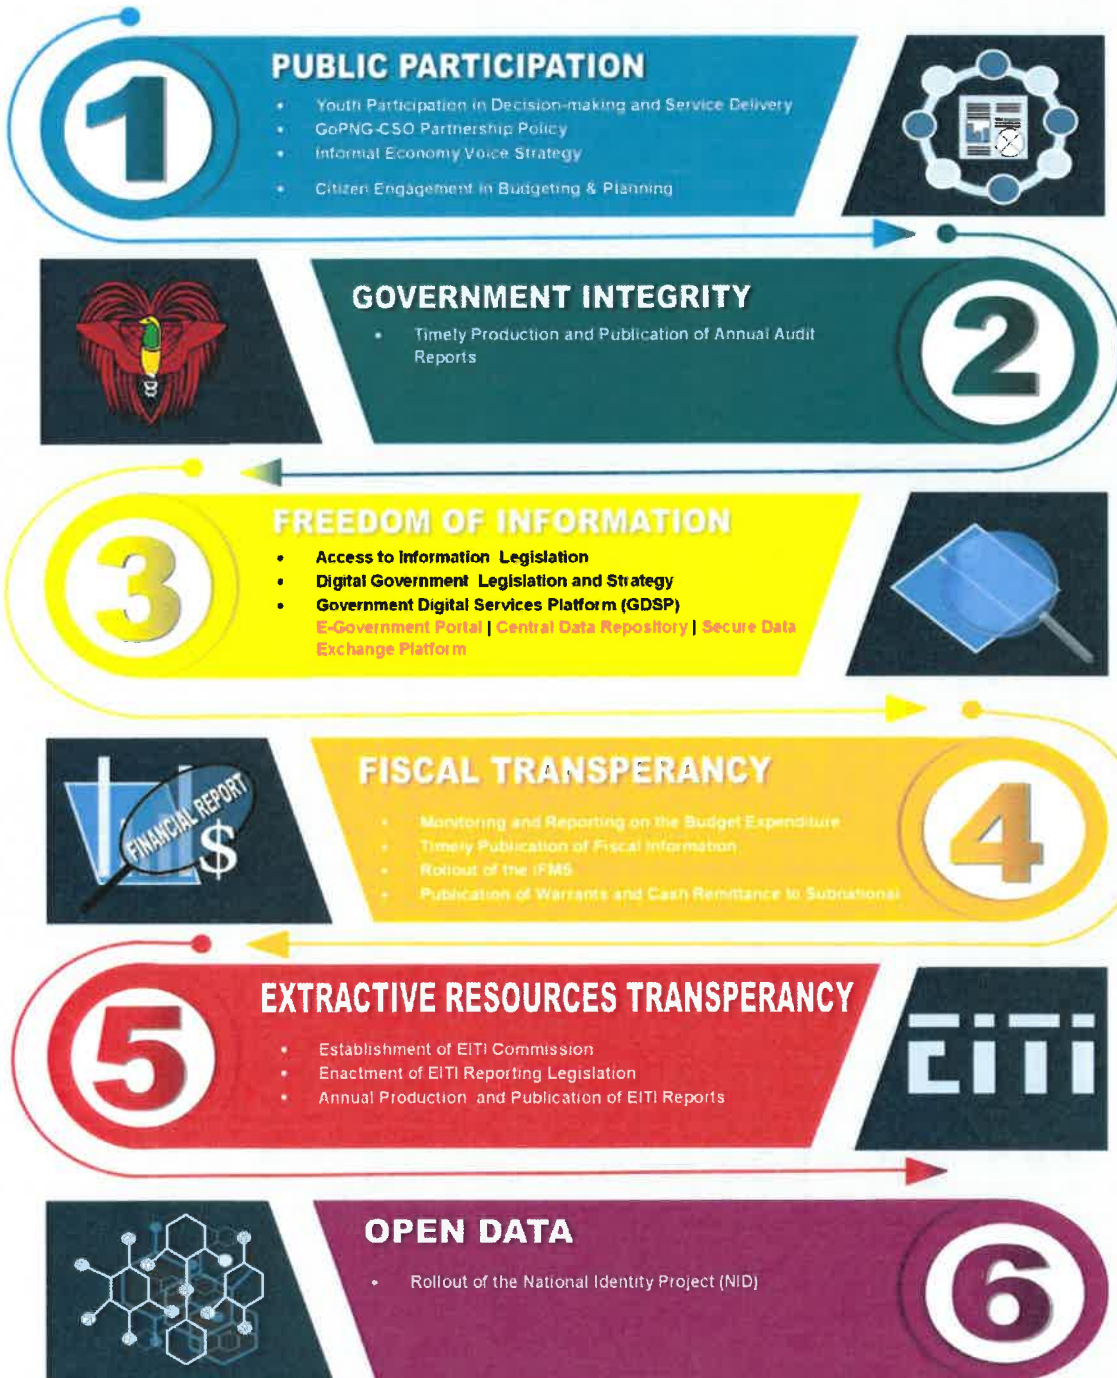 1
PUBLIC PARTICIPATION
• Youth Participation in Decision-making and Service Delivery
• GoPNG-CSO Partnership Policy
• Informal Economy Voice Strategy
• Citizen Engagement in Budgeting & Planning
GOVERNMENT INTEGRITY
• Timely Production and Publication of Annual Audit
Reports
2
3
FREEDOM OF INFORMATION
• Access to Information Legislation
• Digital Government Legislation and Strategy
• Government Digital Services Platform (GDSP)
E-Government Portal | Central Data Repository | Secure Data
Exchange Platform
FINANCIAL REPORT
$
FISCAL TRANSPERANCY
• Monitoring and Reporting on the Budget Expenditure
• Timely Publication of Fiscal Information
• Rollout of the IFMS
• Publication of Warrants and Cash Remittance to Subnational
4
5
EXTRACTIVE RESOURCES TRANSPERANCY
• Establishment of EITI Commission
• Enactment of EITI Reporting Legislation
• Annual Production and Publication of EITI Reports
EITI
OPEN DATA
• Rollout of the National Identity Project (NID)
6